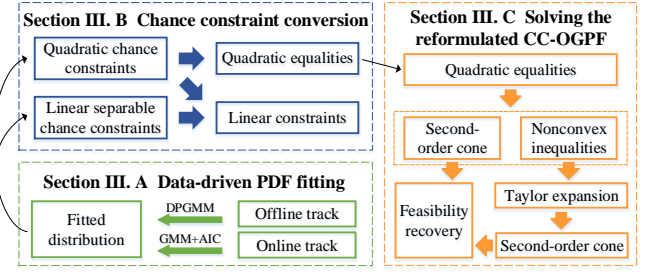 Section III. B Chance constraint conversion
Quadratic chance
constraints
Quadratic equalities
Linear separable
chance constraints
Linear constraints
Section III. A Data-driven PDF fitting
Fitted
distribution
DPGMM
GMM+AIC
Offline track
Online track
Section III. C Solving the
reformulated CC-OGPF
Quadratic equalities
Second-
order cone
Nonconvex
inequalities
Feasibility
recovery
Taylor expansion
Second-order cone